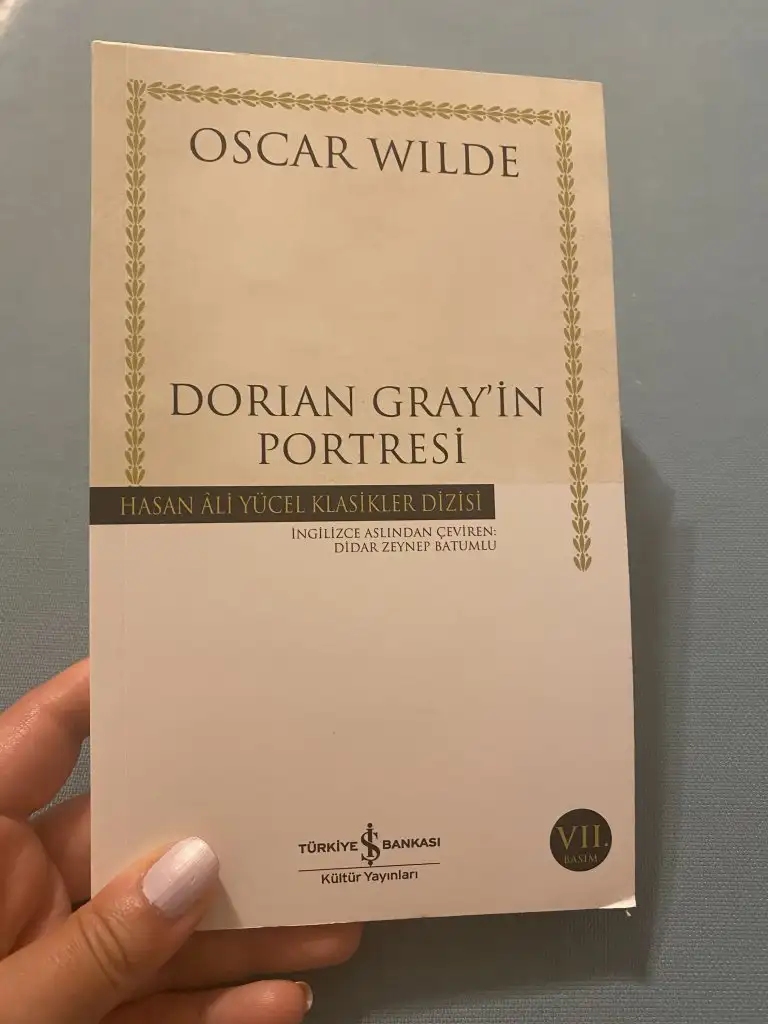 OSCAR WILDE
DORIAN GRAY'İN
PORTRESİ
HASAN ÂLİ YÜCEL KLASİKLER DİZİSİ
İNGİLİZCE ASLINDAN ÇEVİREN:
DİDAR ZEYNEP BATUMLU
TÜRKİYE İŞ BANKASI
Kültür Yayınları
VII.
BASIM